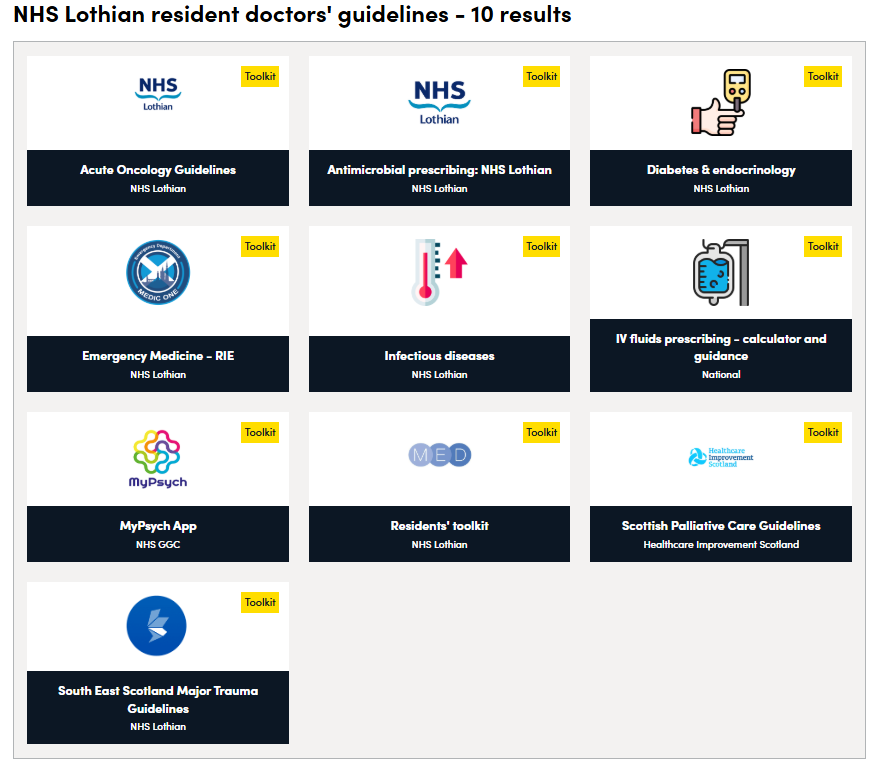 NHS Lothian resident doctors' guidelines - 10 results
Toolkit
NHS
Lothian
Acute Oncology Guidelines
NHS Lothian
Toolkit
NHS
Lothian
Antimicrobial prescribing: NHS Lothian
NHS Lothian
Toolkit
Diabetes & endocrinology
NHS Lothian
Toolkit
Emergency Department
MEDIC ONE
Emergency Medicine - RIE
NHS Lothian
Toolkit
Infectious diseases
NHS Lothian
Toolkit
IV fluids prescribing - calculator and
guidance
National
Toolkit
MyPsych
MyPsych App
NHS GGC
Toolkit
MED
Residents' toolkit
NHS Lothian
Toolkit
Healthcare
Improvement
Scotland
Scottish Palliative Care Guidelines
Healthcare Improvement Scotland
Toolkit
South East Scotland Major Trauma
Guidelines
NHS Lothian